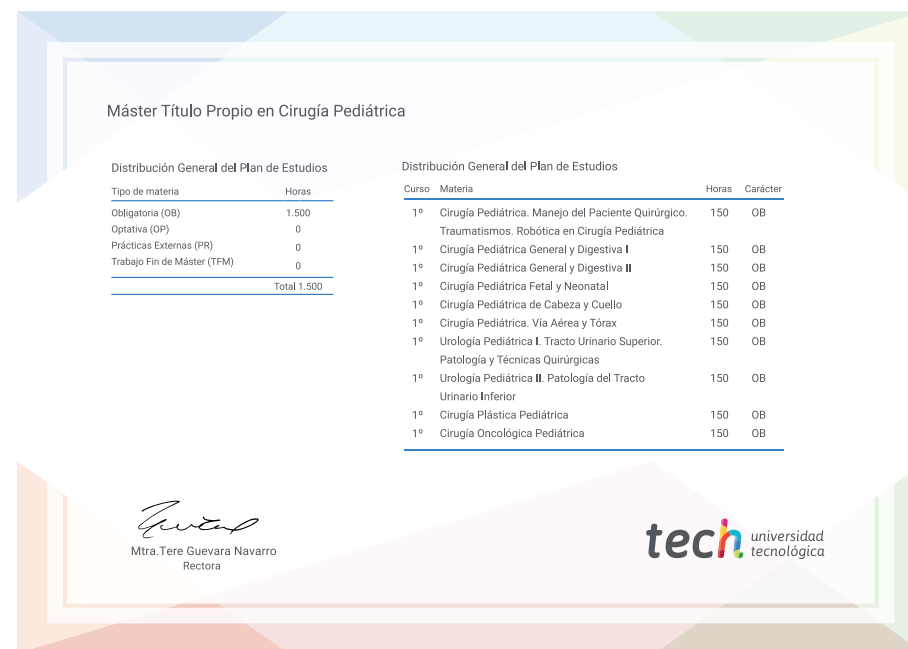 Máster Título Propio en Cirugía Pediátrica
Distribución General del Plan de Estudios
Tipo de materia Horas
Obligatoria (OB) 1.500
Optativa (OP) 0
Prácticas Externas (PR) 0
Trabajo Fin de Máster (TFM) 0
Total 1.500
Distribución General del Plan de Estudios
Curso Materia Horas Carácter
1º Cirugía Pediátrica. Manejo del Paciente Quirúrgico. 150 OB
Traumatismos. Robótica en Cirugía Pediátrica
1º Cirugía Pediátrica General y Digestiva I 150 OB
1º Cirugía Pediátrica General y Digestiva II 150 OB
1º Cirugía Pediátrica Fetal y Neonatal 150 OB
1º Cirugía Pediátrica de Cabeza y Cuello 150 OB
1º Cirugía Pediátrica. Vía Aérea y Tórax 150 OB
1º Urología Pediátrica I. Tracto Urinario Superior. 150 OB
Patología y Técnicas Quirúrgicas
1º Urología Pediátrica II. Patología del Tracto 150 OB
Urinario Inferior
1º Cirugía Plástica Pediátrica 150 OB
1º Cirugía Oncológica Pediátrica 150 OB
Mtra.Tere Guevara Navarro
Rectora
tech universidad
tecnológica